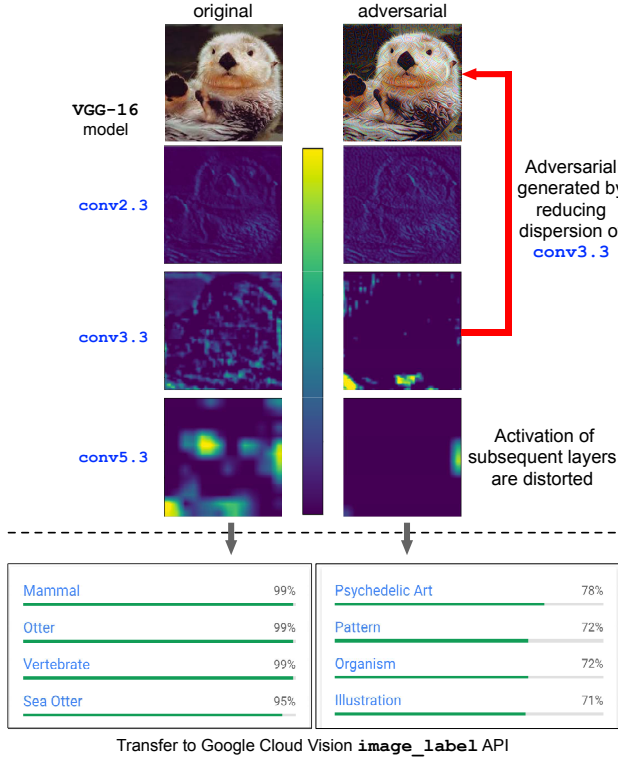 original
adversarial
VGG-16
model
conv2.3
conv3.3
conv5.3
Adversarial
generated by
reducing
dispersion of
conv3.3
Activation of
subsequent layers
are distorted
Mammal 99%
Otter 99%
Vertebrate 99%
Sea Otter 95%
Psychedelic Art 78%
Pattern 72%
Organism 72%
Illustration 71%
Transfer to Google Cloud Vision image_label API